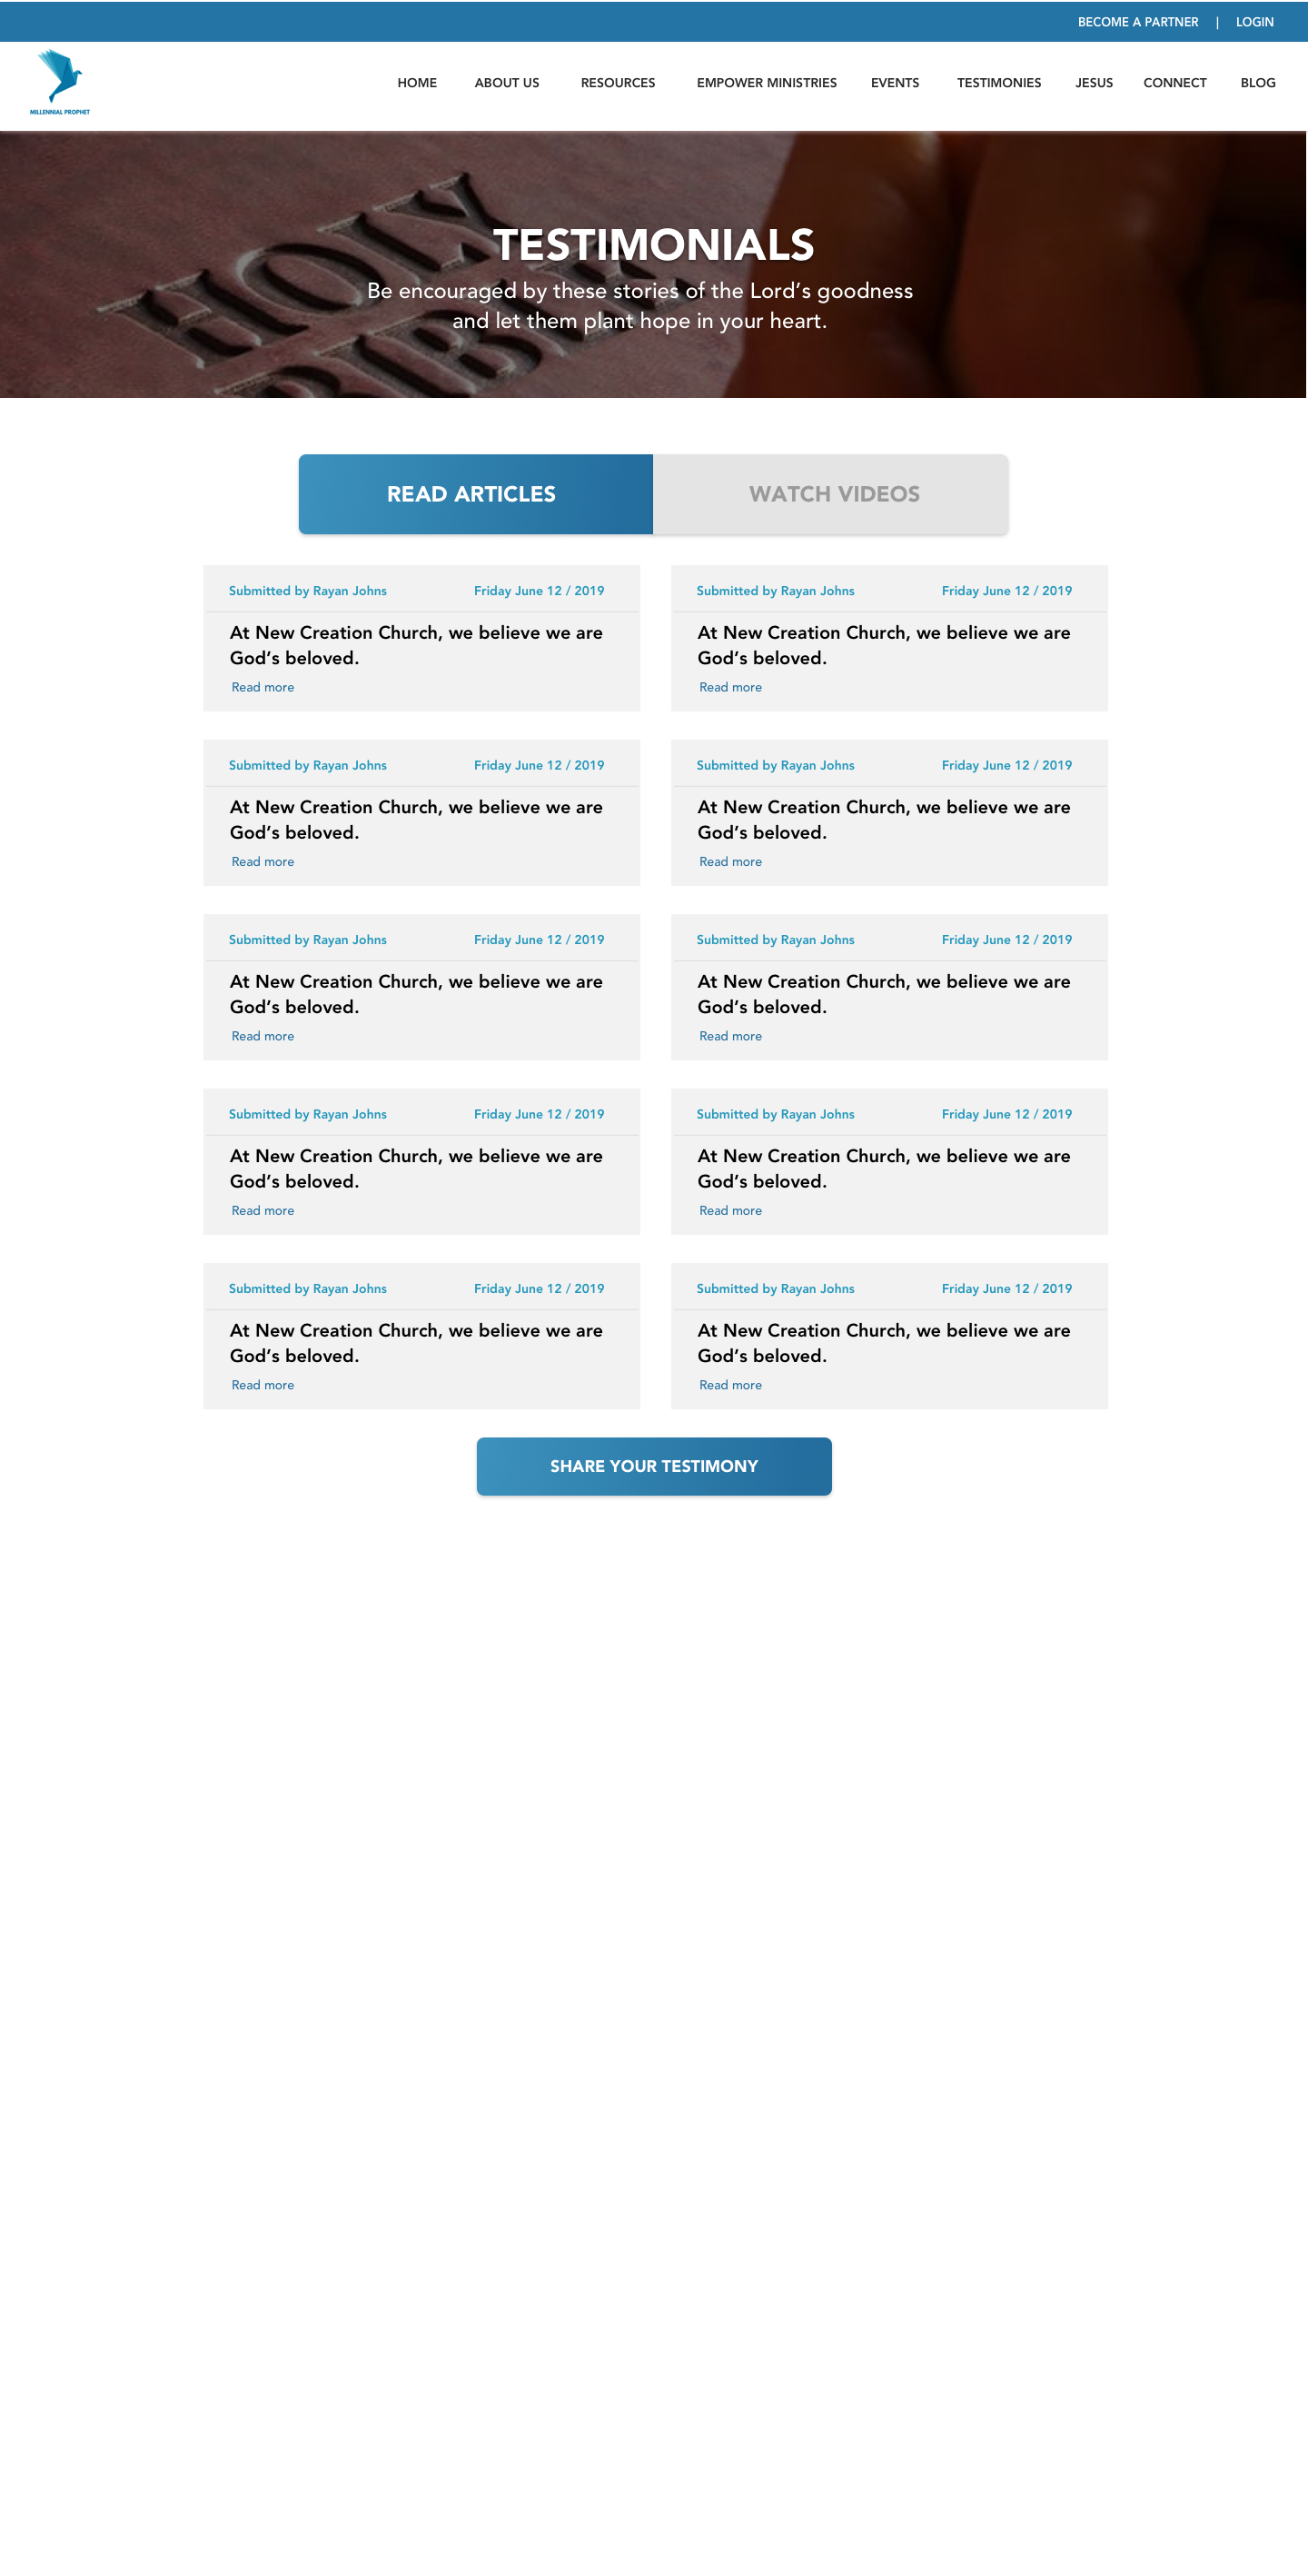 BECOME A PARTNER | LOGIN
MILLENNIAL PROPHET
HOME ABOUT US RESOURCES EMPOWER MINISTRIES EVENTS TESTIMONIES JESUS CONNECT BLOG
HOLY
TESTIMONIALS
Be encouraged by these stories of the Lord’s goodness
and let them plant hope in your heart.
READ ARTICLES WATCH VIDEOS
Submitted by Rayan Johns Friday June 12 / 2019
At New Creation Church, we believe we are
God’s beloved.
Read more
Submitted by Rayan Johns Friday June 12 / 2019
At New Creation Church, we believe we are
God’s beloved.
Read more
Submitted by Rayan Johns Friday June 12 / 2019
At New Creation Church, we believe we are
God’s beloved.
Read more
Submitted by Rayan Johns Friday June 12 / 2019
At New Creation Church, we believe we are
God’s beloved.
Read more
Submitted by Rayan Johns Friday June 12 / 2019
At New Creation Church, we believe we are
God’s beloved.
Read more
Submitted by Rayan Johns Friday June 12 / 2019
At New Creation Church, we believe we are
God’s beloved.
Read more
Submitted by Rayan Johns Friday June 12 / 2019
At New Creation Church, we believe we are
God’s beloved.
Read more
Submitted by Rayan Johns Friday June 12 / 2019
At New Creation Church, we believe we are
God’s beloved.
Read more
Submitted by Rayan Johns Friday June 12 / 2019
At New Creation Church, we believe we are
God’s beloved.
Read more
Submitted by Rayan Johns Friday June 12 / 2019
At New Creation Church, we believe we are
God’s beloved.
Read more
SHARE YOUR TESTIMONY